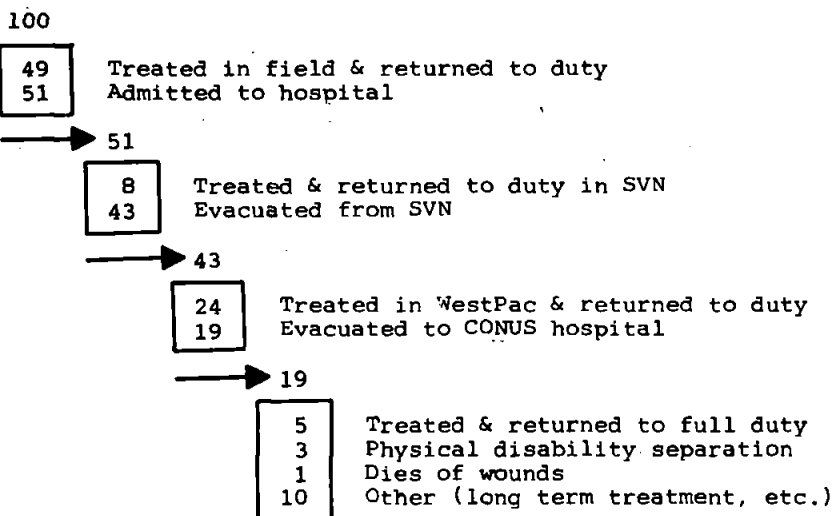 100
49 Treated in field & returned to duty
51 Admitted to hospital
51
8 Treated & returned to duty in SVN
43 Evacuated from SVN
43
24 Treated in WestPac & returned to duty
19 Evacuated to CONUS hospital
19
5 Treated & returned to full duty
3 Physical disability separation
1 Dies of wounds
10 Other (long term treatment, etc.)